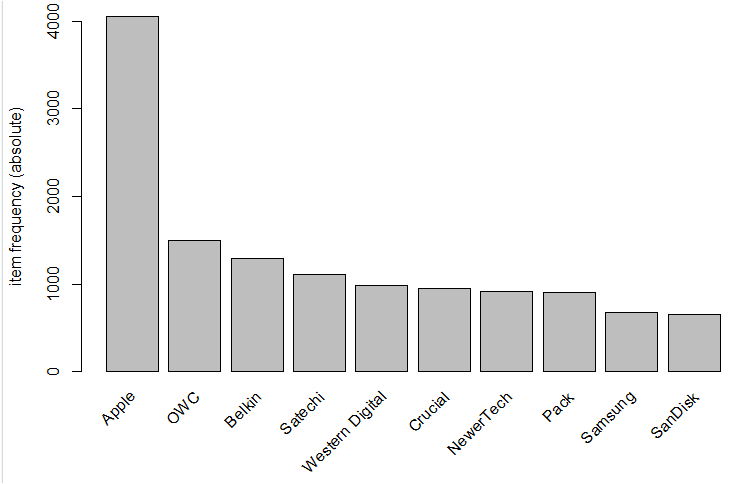 item frequency (absolute)
4000
3000
2000
1000
0
Apple
OWC
Belkin
Satechi
Western Digital
Crucial
NewerTech
Pack
Samsung
SanDisk